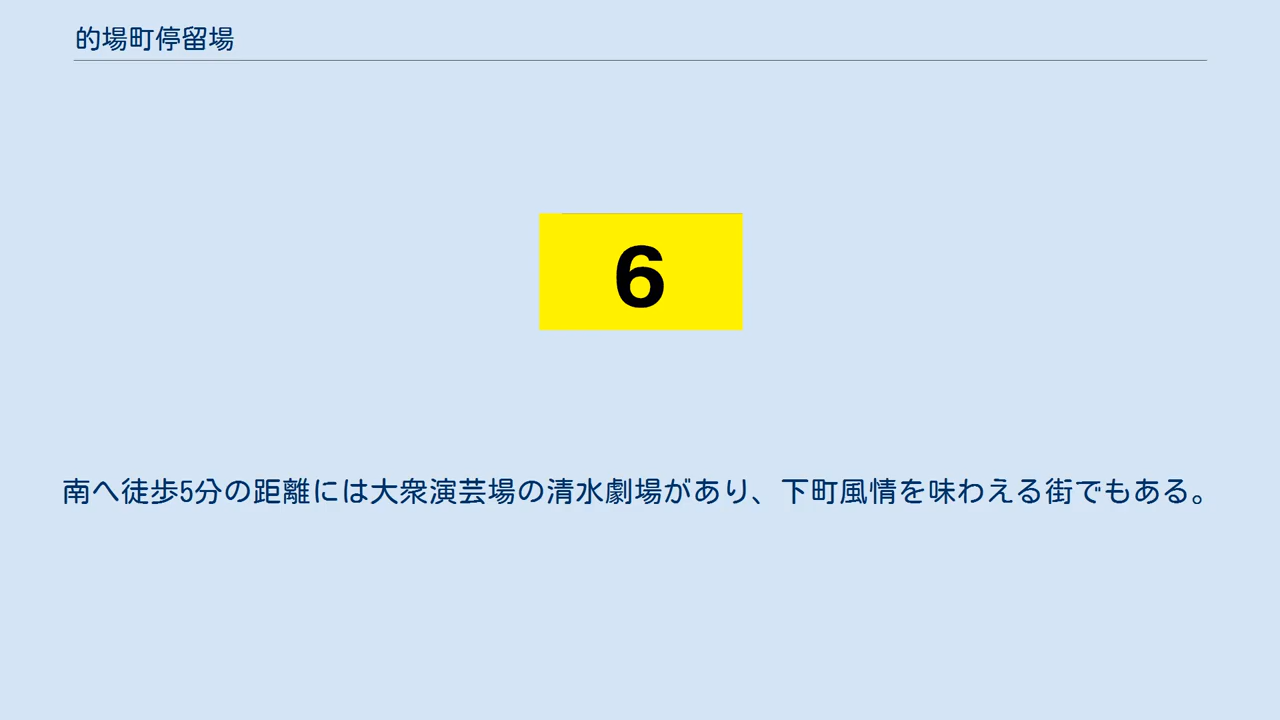 的場町停留場
6
南へ徒歩5分の距離には大衆演芸場の清水劇場があり、下町風情を味わえる街でもある。